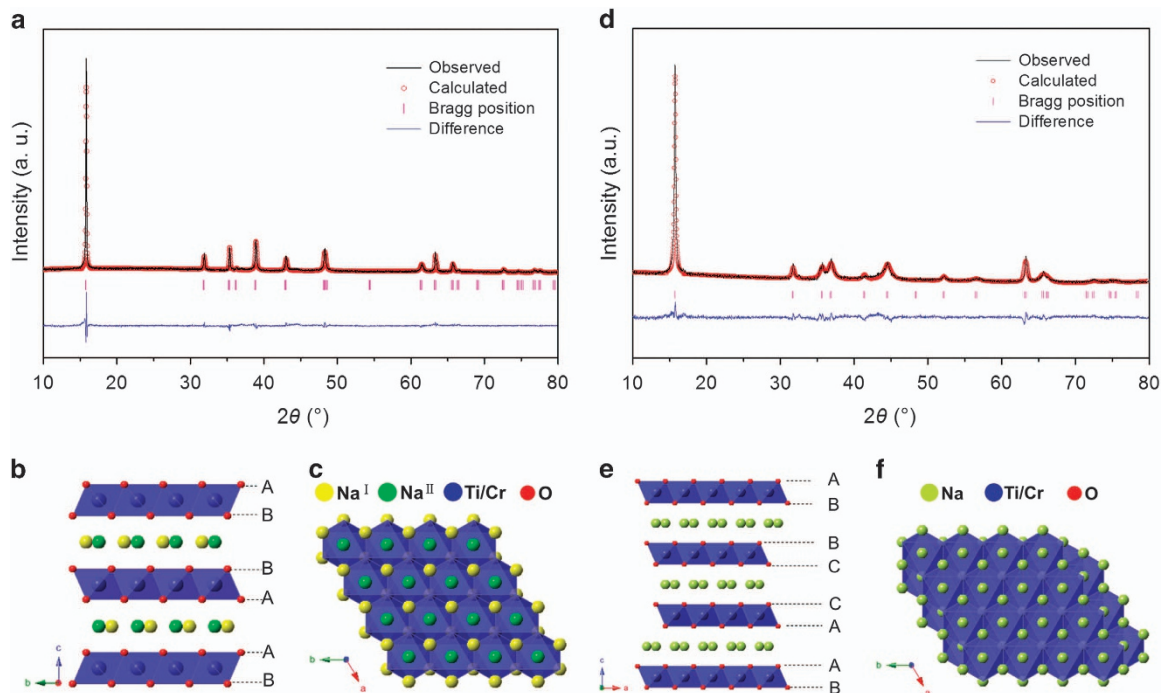 a
Intensity (a. u.)
Observed
Calculated
Bragg position
Difference
10 20 30 40 50 60 70 80
2θ (°)
d
Intensity (a.u.)
Observed
Calculated
Bragg position
Difference
10 20 30 40 50 60 70 80
2θ (°)
b
A
B
B
A
A
B
c
b
c
Na I Na II Ti/Cr O
b
a
e
A
B
B
C
C
A
A
B
c
a
f
Na Ti/Cr O
b